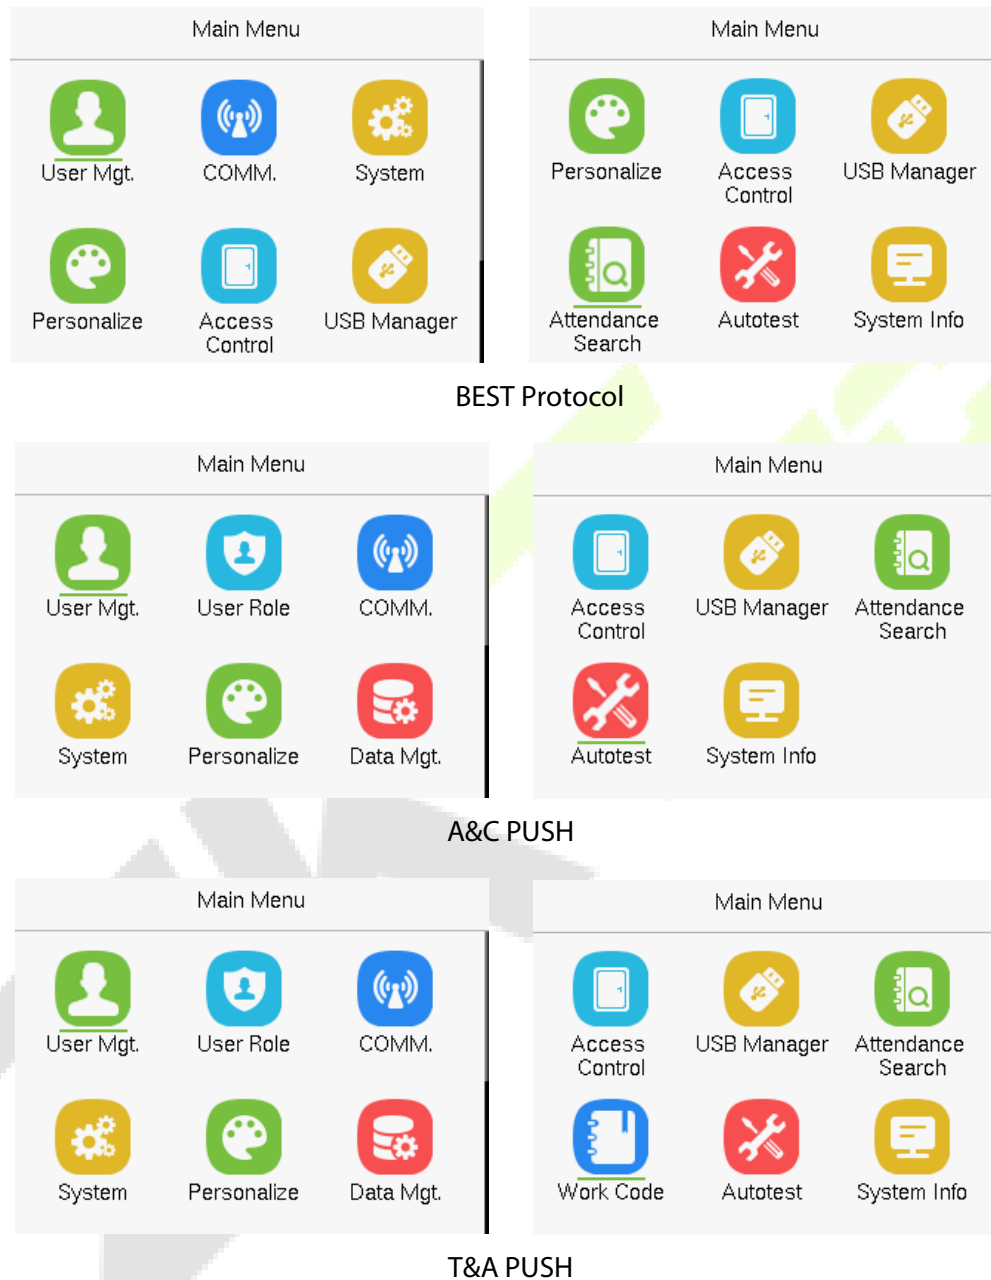 Main Menu
User Mgt.
COMM.
System
Personalize
Access
Control
USB Manager
Main Menu
Personalize
Access
Control
USB Manager
Attendance
Search
Autotest
System Info
BEST Protocol
Main Menu
User Mgt.
User Role
COMM.
System
Personalize
Data Mgt.
Main Menu
Access
Control
USB Manager
Attendance
Search
Autotest
System Info
A&C PUSH
Main Menu
User Mgt.
User Role
COMM.
System
Personalize
Data Mgt.
Main Menu
Access
Control
USB Manager
Attendance
Search
Work Code
Autotest
System Info
T&A PUSH